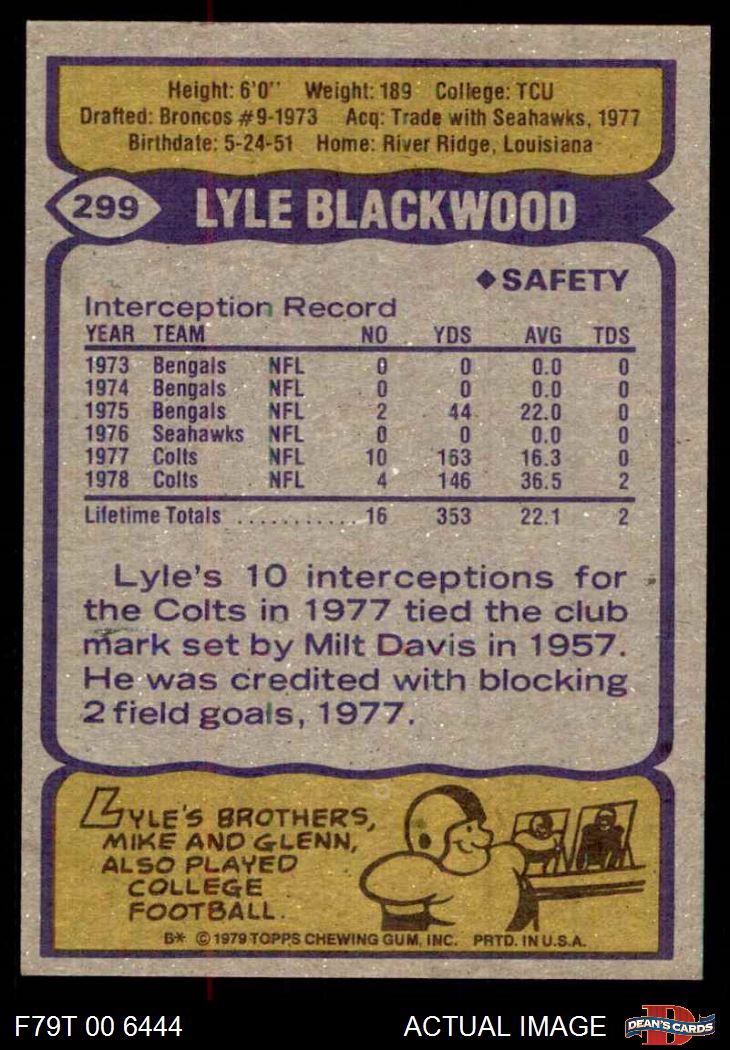 Height: 6'0" Weight: 189 College: TCU
Drafted: Broncos #9-1973 Acq: Trade with Seahawks, 1977
Birthdate: 5-24-51 Home: River Ridge, Louisiana
299 LYLE BLACKWOOD
◆SAFETY
Interception Record
YEAR TEAM NO YDS AVG TDS
1973 Bengals NFL 0 0 0.0 0
1974 Bengals NFL 0 0 0.0 0
1975 Bengals NFL 2 44 22.0 0
1976 Seahawks NFL 0 0 0.0 0
1977 Colts NFL 10 163 16.3 0
1978 Colts NFL 4 146 36.5 2
Lifetime Totals ........... 16 353 22.1 2
Lyle's 10 interceptions for
the Colts in 1977 tied the club
mark set by Milt Davis in 1957.
He was credited with blocking
2 field goals, 1977.
LYLE'S BROTHERS,
MIKE AND GLENN,
ALSO PLAYED
COLLEGE
FOOTBALL.
B* © 1979 TOPPS CHEWING GUM, INC. PRTD. IN U.S.A.
F79T 00 6444 ACTUAL IMAGE D DEAN'S CARDS